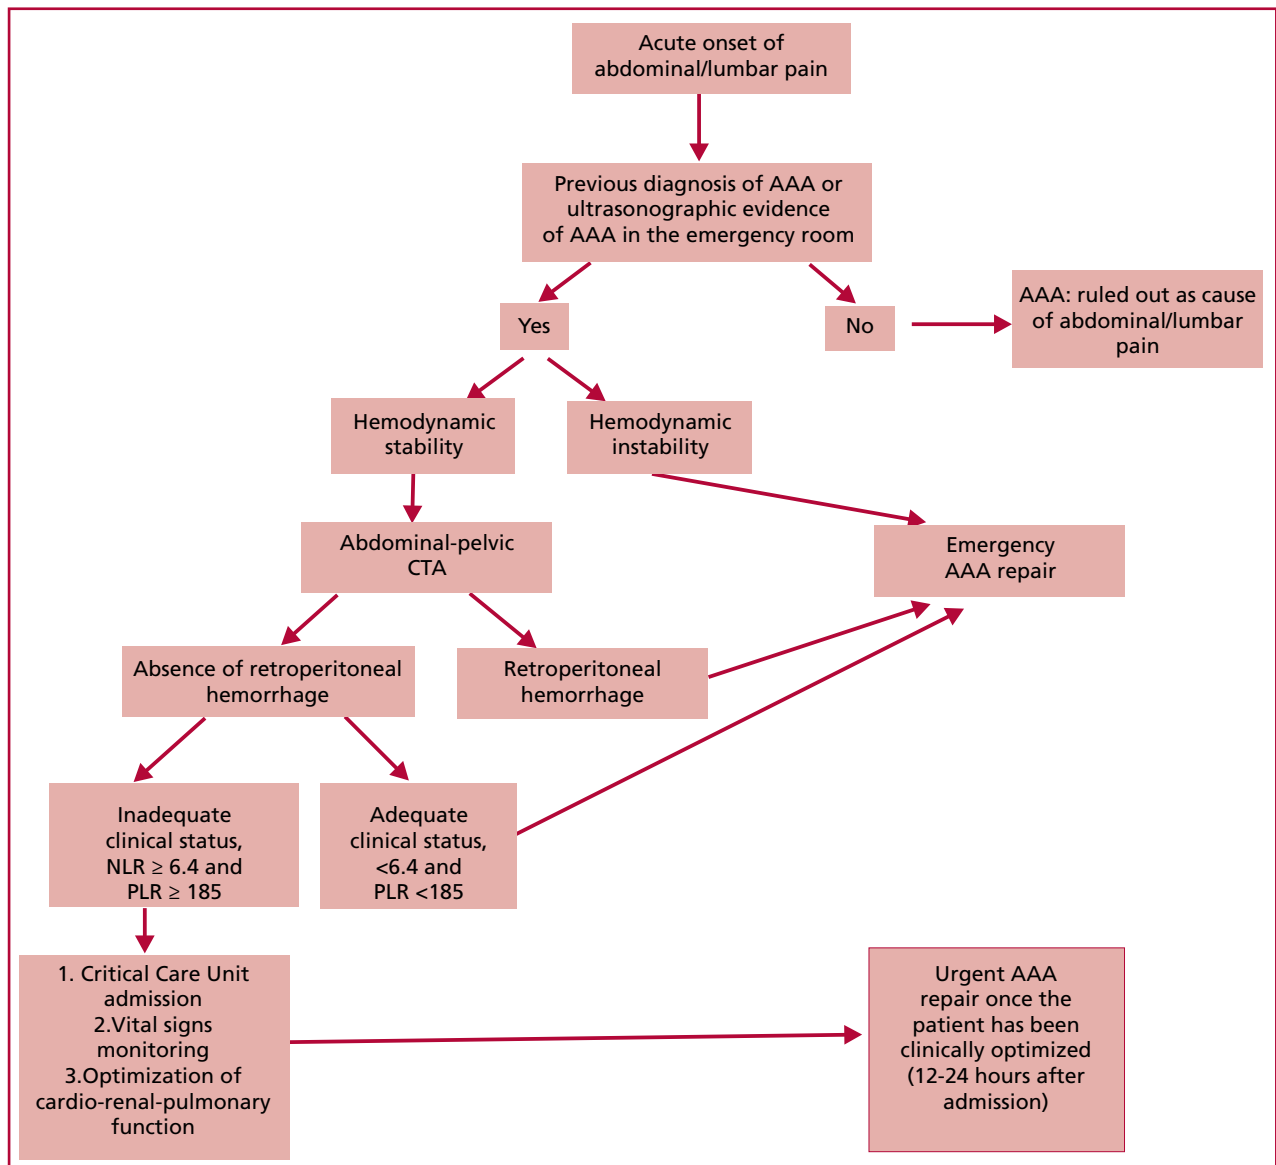 Acute onset of
abdominal/lumbar pain
Previous diagnosis of AAA or
ultrasonographic evidence
of AAA in the emergency room
Yes
No
AAA: ruled out as cause
of abdominal/lumbar
pain
Hemodynamic
stability
Hemodynamic
instability
Abdominal-pelvic
CTA
Emergency
AAA repair
Absence of retroperitoneal
hemorrhage
Retroperitoneal
hemorrhage
Inadequate
clinical status,
NLR ≥ 6.4 and
PLR ≥ 185
Adequate
clinical status,
<6.4 and
PLR <185
1. Critical Care Unit
admission
2.Vital signs
monitoring
3.Optimization of
cardio-renal-pulmonary
function
Urgent AAA
repair once the
patient has been
clinically optimized
(12-24 hours after
admission)